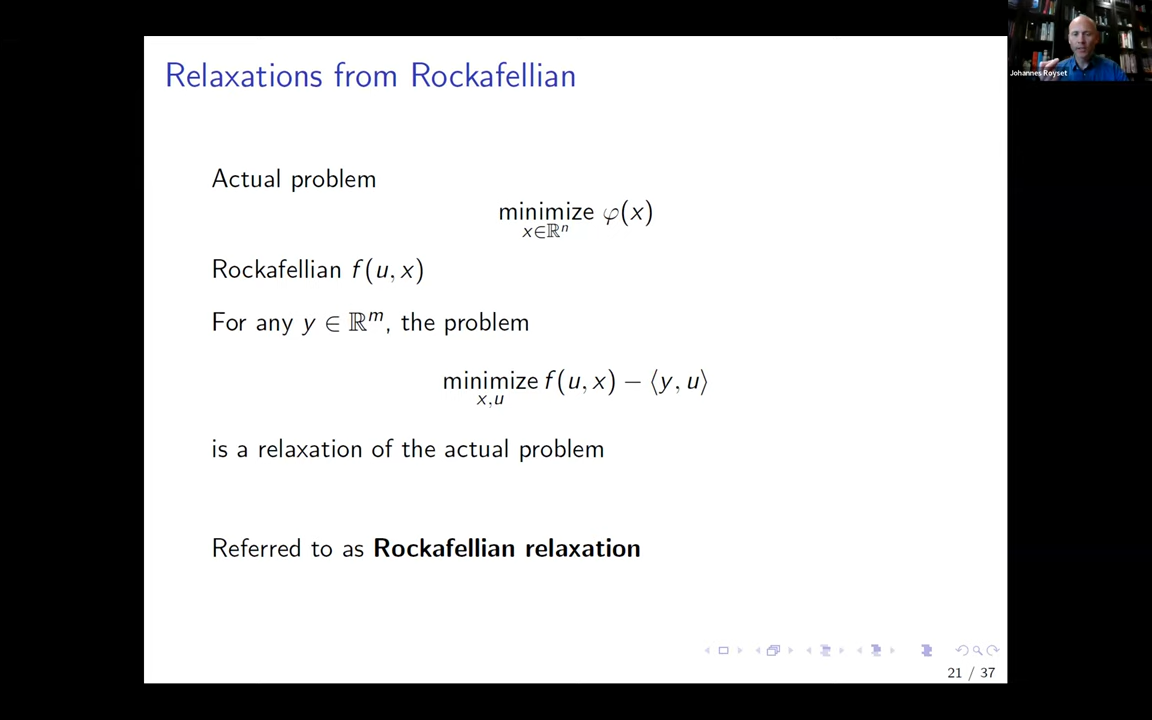 Johannes Royset
Relaxations from Rockafellian
Actual problem
minimize φ(x)
x∈ℝⁿ
Rockafellian f(u, x)
For any y ∈ ℝᵐ, the problem
minimize f(u, x) − ⟨y, u⟩
x,u
is a relaxation of the actual problem
Referred to as Rockafellian relaxation
21 / 37